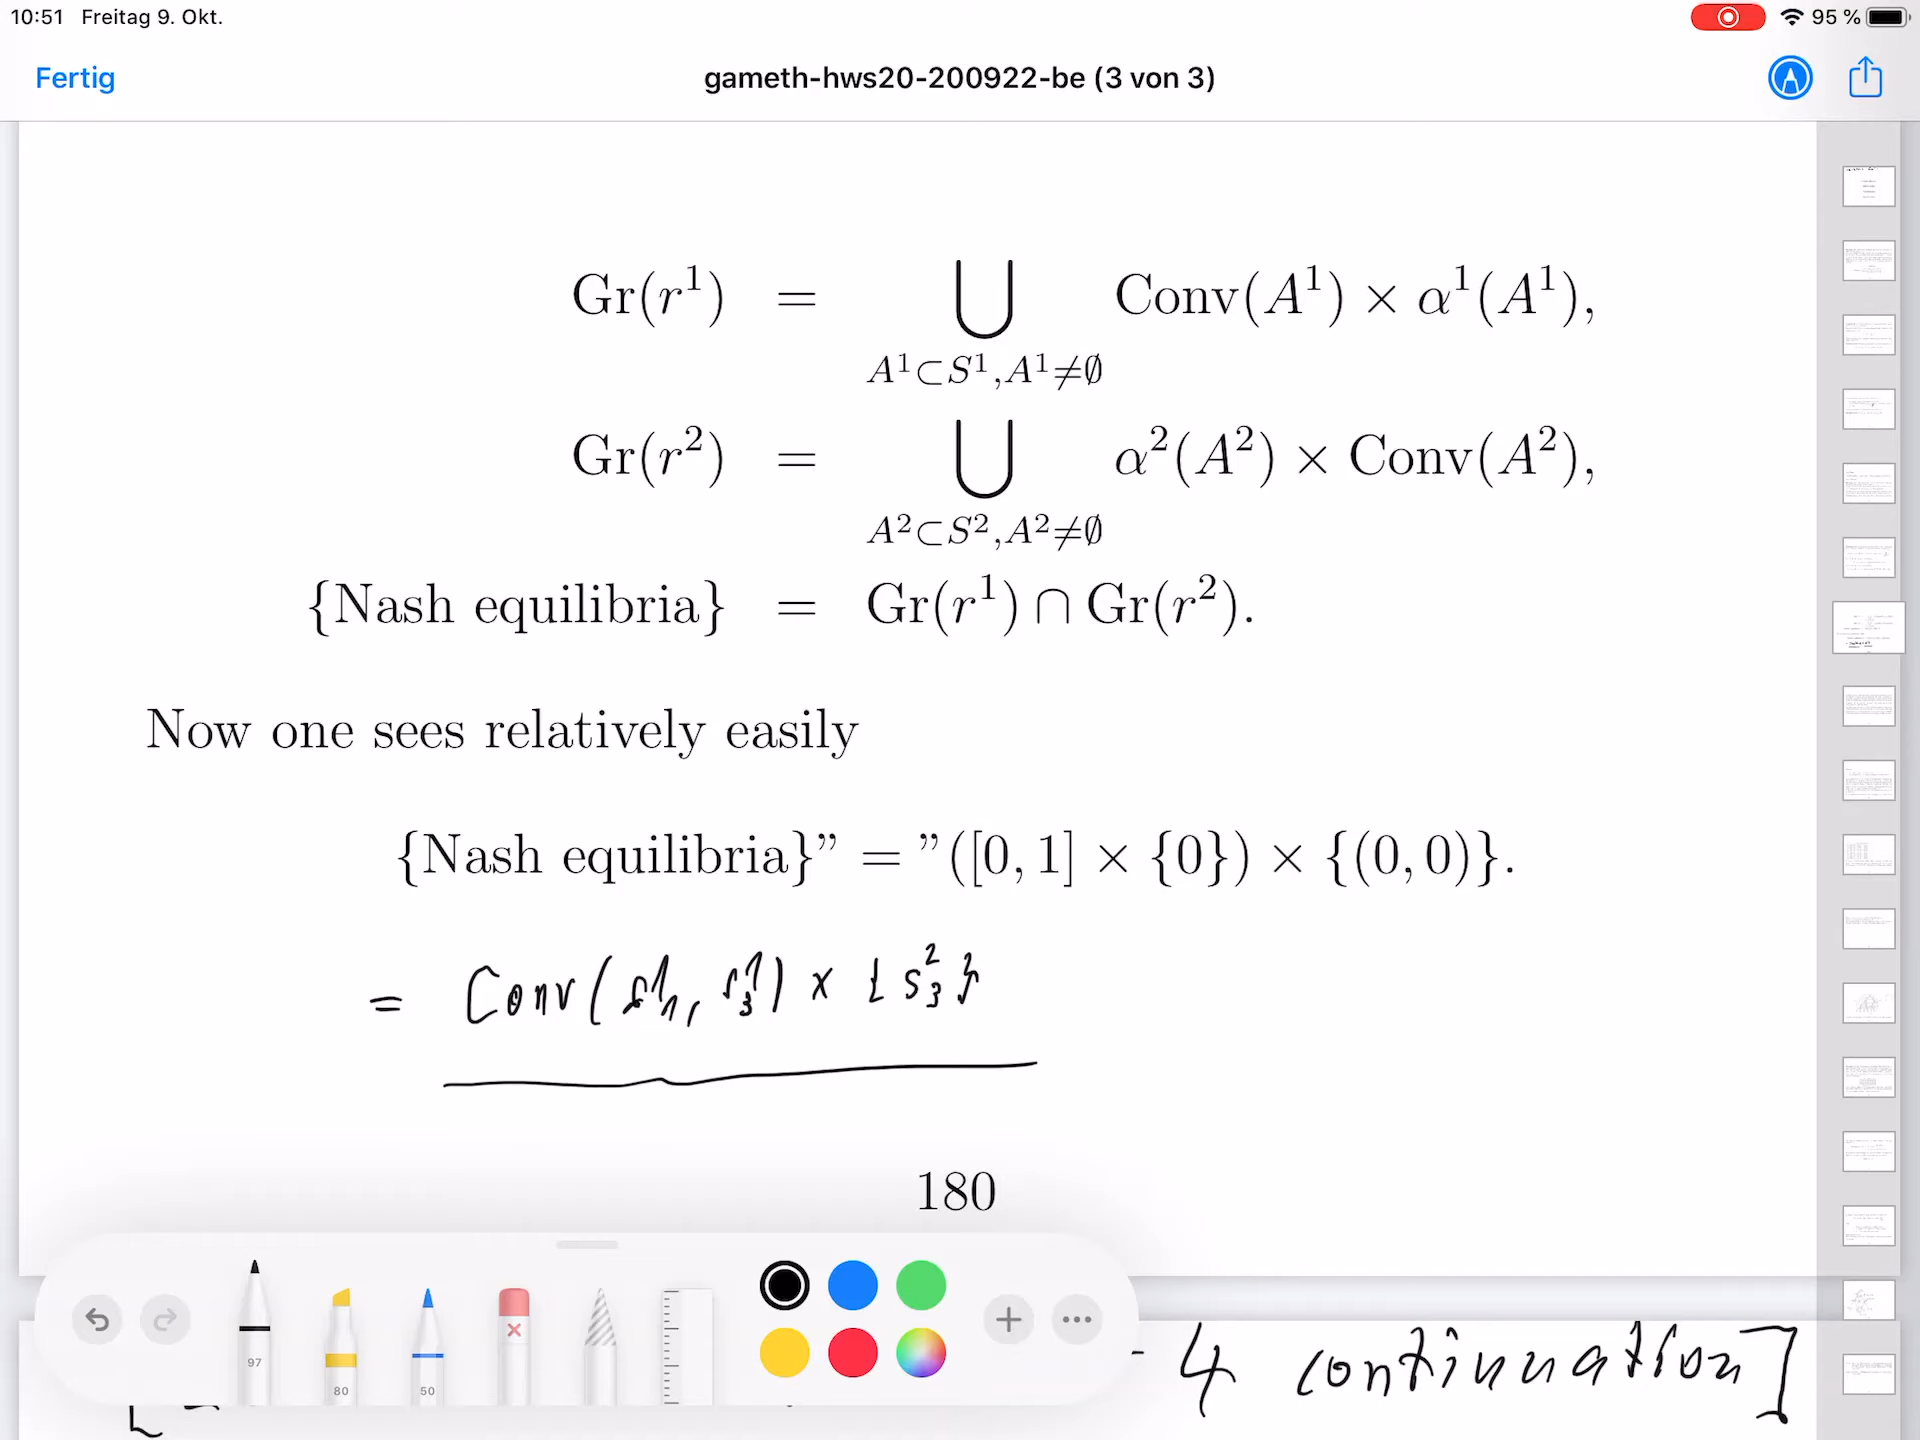 10:51 Freitag 9. Okt. 95 %
Fertig gameth-hws20-200922-be (3 von 3)
Gr(r¹) = ⋃ Conv(A¹) × α¹(A¹),
A¹⊂S¹,A¹≠∅
Gr(r²) = ⋃ α²(A²) × Conv(A²),
A²⊂S²,A²≠∅
{Nash equilibria} = Gr(r¹) ∩ Gr(r²).
Now one sees relatively easily
{Nash equilibria}” = ”([0, 1] × {0}) × {(0, 0)}.
= Conv(s¹₁, s¹₃) × {s²₃}
180
97
80
50
- 4 continuation]